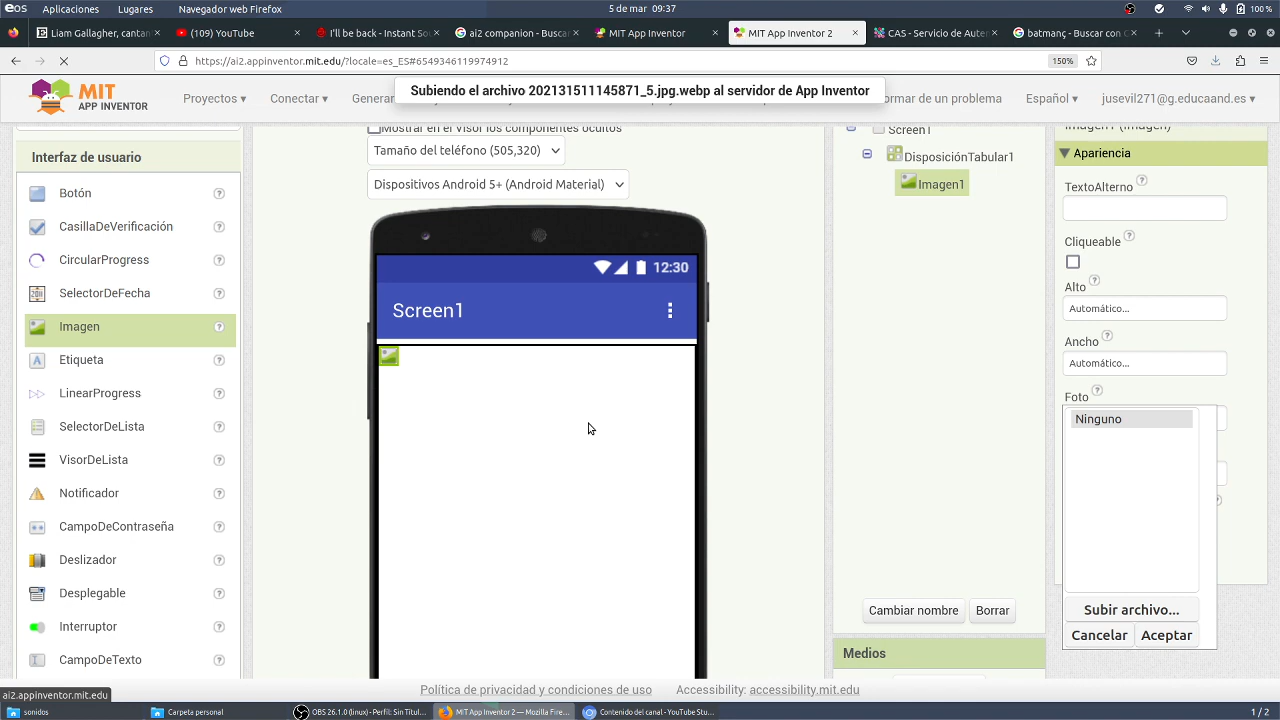 Aplicaciones Lugares Navegador web Firefox 5 de mar 09:37 100 %
Liam Gallagher, cantan (109) YouTube I'll be back - Instant So ai2 companion - Buscar MIT App Inventor MIT App Inventor 2 CAS - Servicio de Auten batmanç - Buscar con G
https://ai2.appinventor.mit.edu/?locale=es_ES#6549346119974912 150%
Subiendo el archivo 202131511145871_5.jpg.webp al servidor de App Inventor
MIT
APP INVENTOR
Proyectos Conectar Generar ormar de un problema Español jusevil271@g.educaand.es
Mostrar en el Visor los componentes ocultos
Tamaño del teléfono (505,320)
Dispositivos Android 5+ (Android Material)
Interfaz de usuario
Botón
CasillaDeVerificación
CircularProgress
SelectorDeFecha
Imagen
Etiqueta
LinearProgress
SelectorDeLista
VisorDeLista
Notificador
CampoDeContraseña
Deslizador
Desplegable
Interruptor
CampoDeTexto
12:30
Screen1
Screen1
DisposiciónTabular1
Imagen1
Cambiar nombre Borrar
Medios
Imagen1 (Imagen)
Apariencia
TextoAlterno
Cliqueable
Alto
Automático...
Ancho
Automático...
Foto
Ninguno
Subir archivo...
Cancelar Aceptar
ai2.appinventor.mit.edu
Política de privacidad y condiciones de uso Accessibility: accessibility.mit.edu
sonidos Carpeta personal OBS 26.1.0 (linux) - Perfil: Sin Títul... MIT App Inventor 2 — Mozilla Firef... Contenido del canal - YouTube Stu... 1 / 2